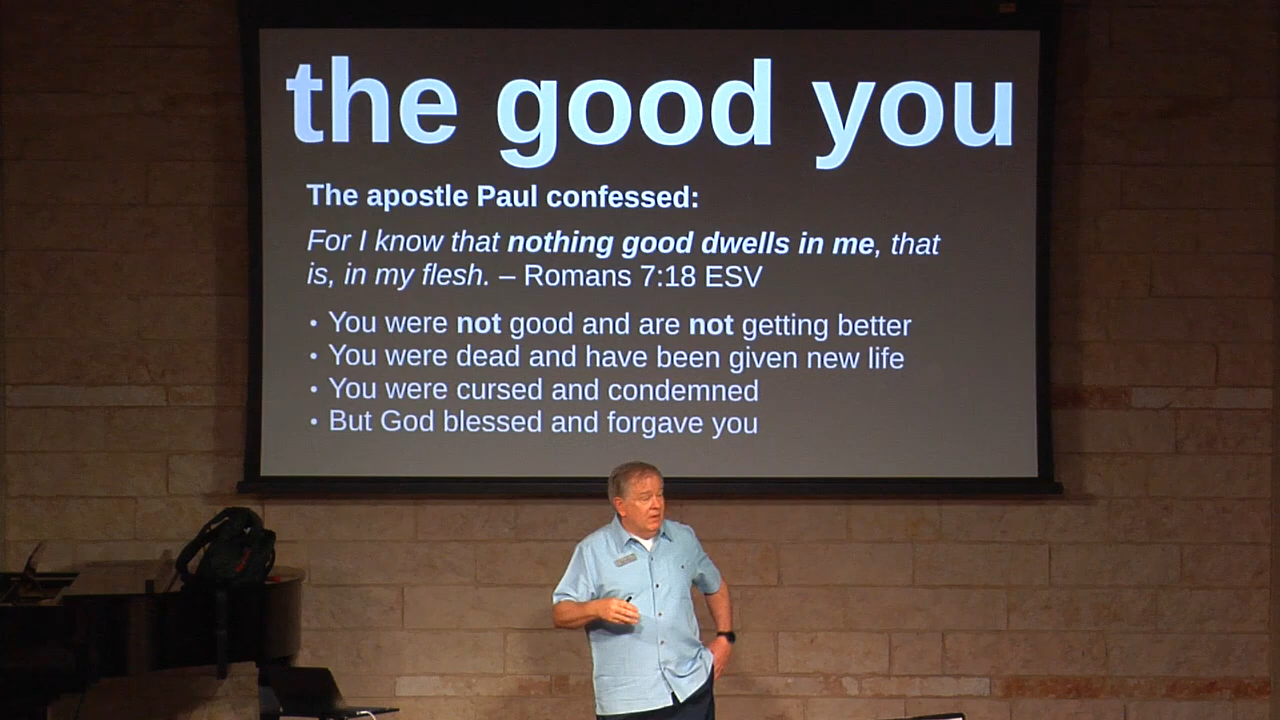 the good you
The apostle Paul confessed:
For I know that nothing good dwells in me, that
is, in my flesh. – Romans 7:18 ESV
• You were not good and are not getting better
• You were dead and have been given new life
• You were cursed and condemned
• But God blessed and forgave you